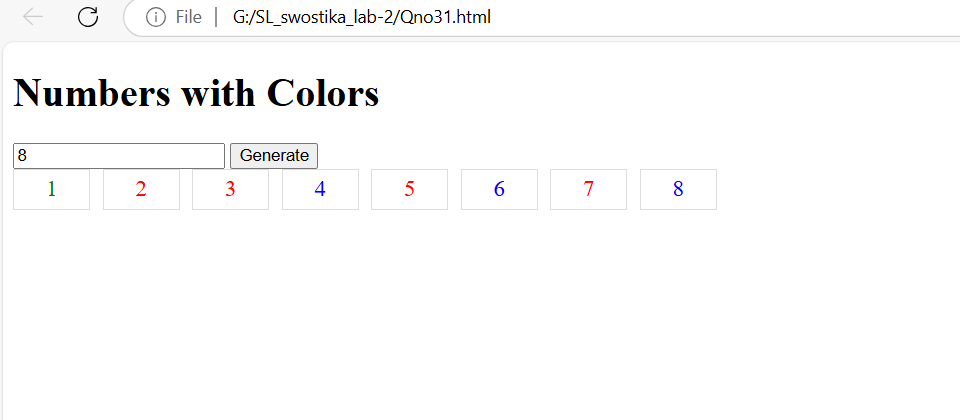 File | G:/SL_swostika_lab-2/Qno31.html
Numbers with Colors
8 Generate
1 2 3 4 5 6 7 8